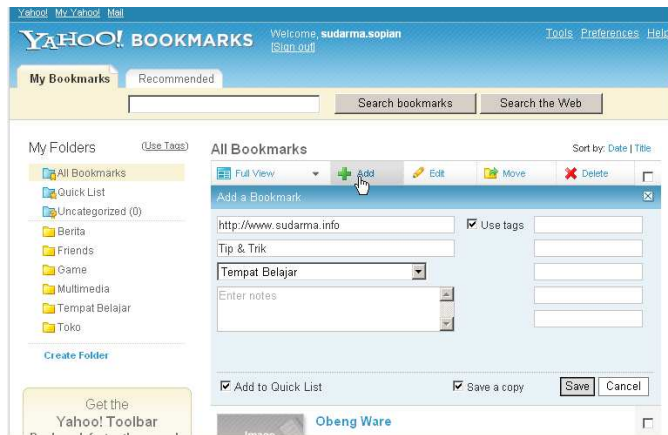 Yahoo! My Yahoo! Mail
YAHOO! BOOKMARKS
Welcome, sudarma.sopian
[Sign out]
Tools Preferences Help
My Bookmarks Recommended
Search bookmarks Search the Web
My Folders (Use Tags)
All Bookmarks
Quick List
Uncategorized (0)
Berita
Friends
Game
Multimedia
Tempat Belajar
Toko
Create Folder
Get the
Yahoo! Toolbar
All Bookmarks Sort by: Date | Title
Full View Add Edit Move Delete
Add a Bookmark
http://www.sudarma.info Use tags
Tip & Trik
Tempat Belajar
Enter notes
Add to Quick List Save a copy Save Cancel
Obeng Ware